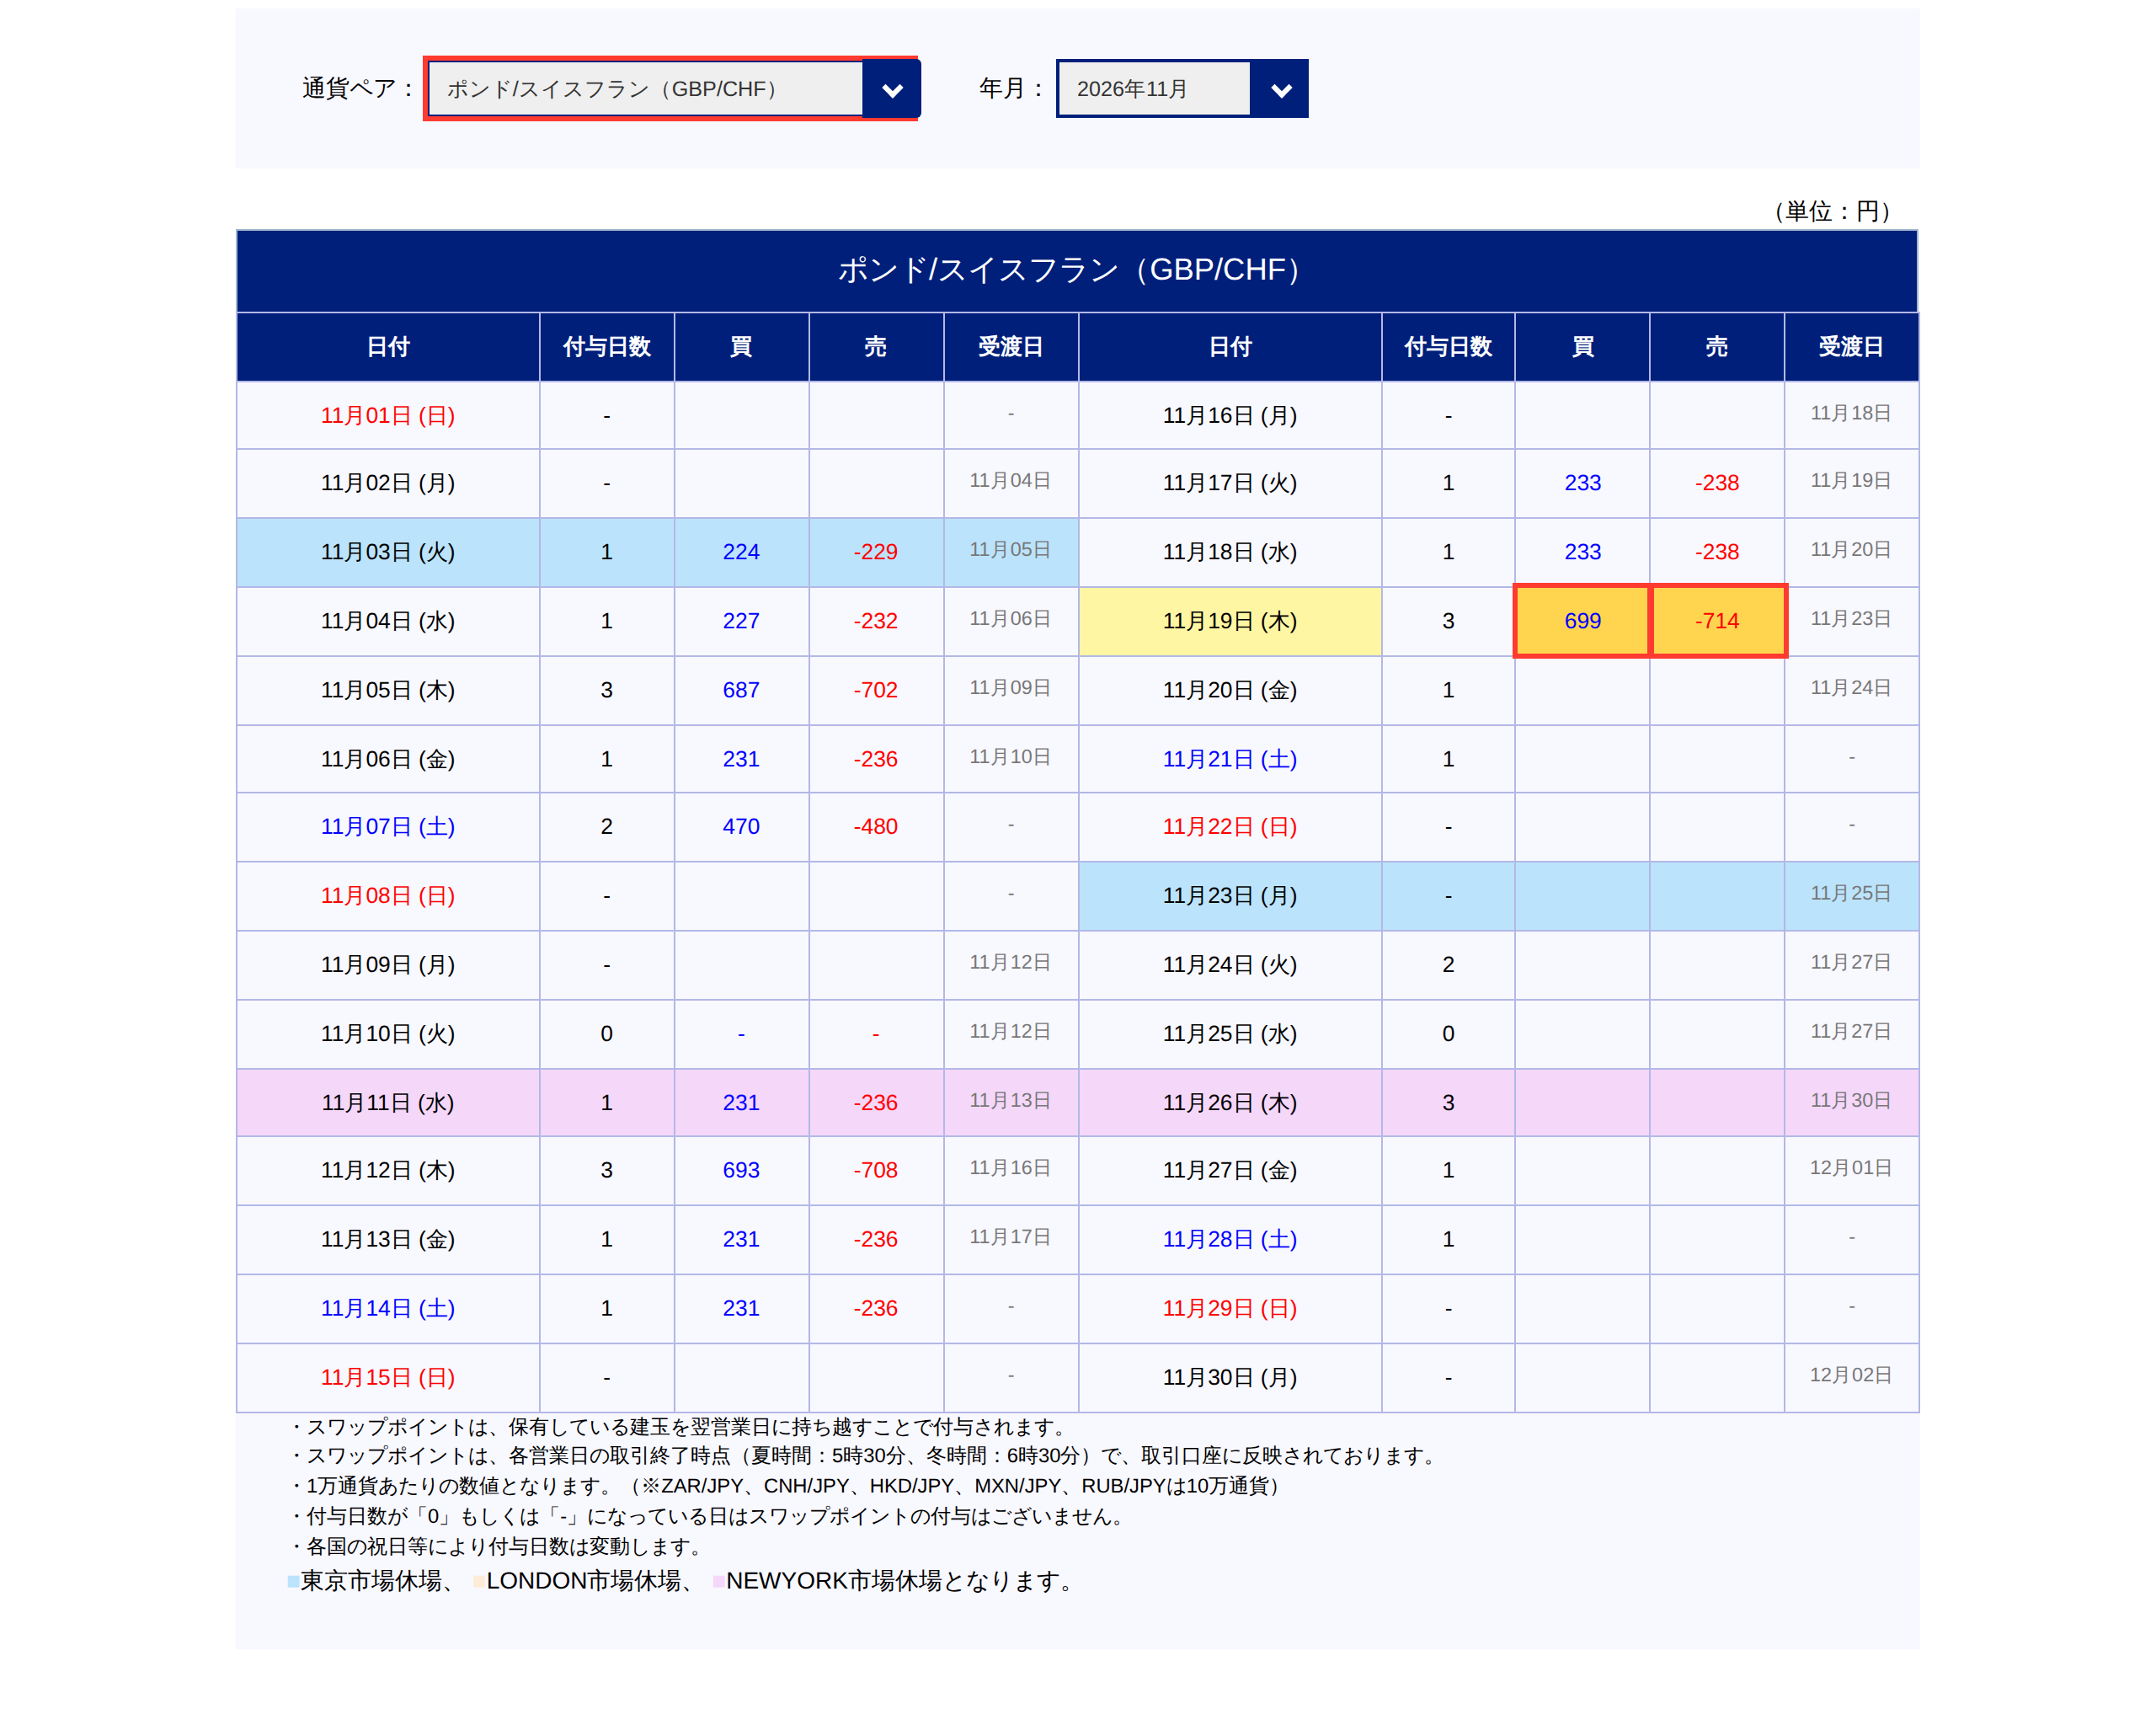 通貨ペア： ポンド/スイスフラン（GBP/CHF） 年月： 2026年11月
（単位：円）
ポンド/スイスフラン（GBP/CHF）
日付 付与日数 買 売 受渡日 日付 付与日数 買 売 受渡日
11月01日 (日) - - 11月16日 (月) - 11月18日
11月02日 (月) - 11月04日 11月17日 (火) 1 233 -238 11月19日
11月03日 (火) 1 224 -229 11月05日 11月18日 (水) 1 233 -238 11月20日
11月04日 (水) 1 227 -232 11月06日 11月19日 (木) 3 699 -714 11月23日
11月05日 (木) 3 687 -702 11月09日 11月20日 (金) 1 11月24日
11月06日 (金) 1 231 -236 11月10日 11月21日 (土) 1 -
11月07日 (土) 2 470 -480 - 11月22日 (日) - -
11月08日 (日) - - 11月23日 (月) - 11月25日
11月09日 (月) - 11月12日 11月24日 (火) 2 11月27日
11月10日 (火) 0 - - 11月12日 11月25日 (水) 0 11月27日
11月11日 (水) 1 231 -236 11月13日 11月26日 (木) 3 11月30日
11月12日 (木) 3 693 -708 11月16日 11月27日 (金) 1 12月01日
11月13日 (金) 1 231 -236 11月17日 11月28日 (土) 1 -
11月14日 (土) 1 231 -236 - 11月29日 (日) - -
11月15日 (日) - - 11月30日 (月) - 12月02日
・スワップポイントは、保有している建玉を翌営業日に持ち越すことで付与されます。
・スワップポイントは、各営業日の取引終了時点（夏時間：5時30分、冬時間：6時30分）で、取引口座に反映されております。
・1万通貨あたりの数値となります。（※ZAR/JPY、CNH/JPY、HKD/JPY、MXN/JPY、RUB/JPYは10万通貨）
・付与日数が「0」もしくは「-」になっている日はスワップポイントの付与はございません。
・各国の祝日等により付与日数は変動します。
■東京市場休場、 ■LONDON市場休場、 ■NEWYORK市場休場となります。